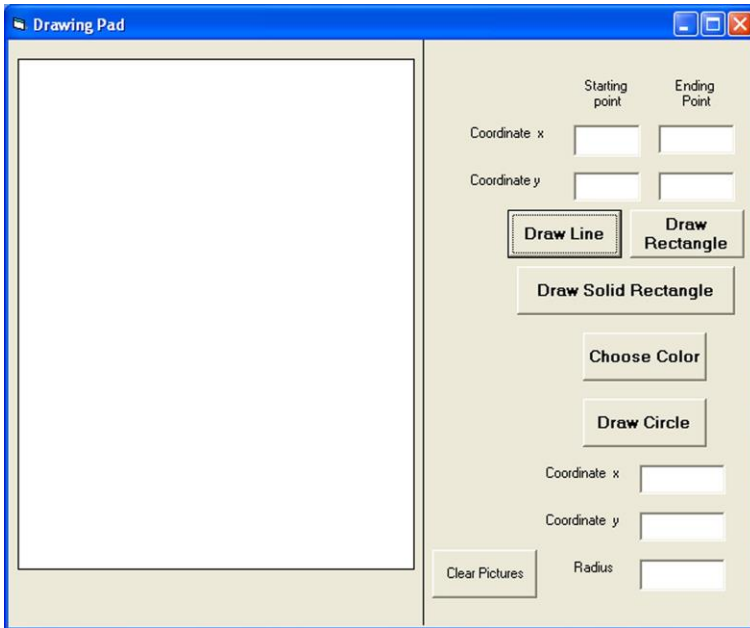 Drawing Pad
Starting point
Ending Point
Coordinate x
Coordinate y
Draw Line
Draw Rectangle
Draw Solid Rectangle
Choose Color
Draw Circle
Coordinate x
Coordinate y
Clear Pictures
Radius